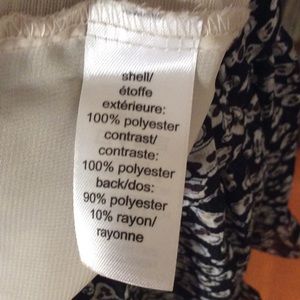 shell/
étoffe
extérieure:
100% polyester
contrast/
contraste:
100% polyester
back/dos:
90% polyester
10% rayon/
rayonne